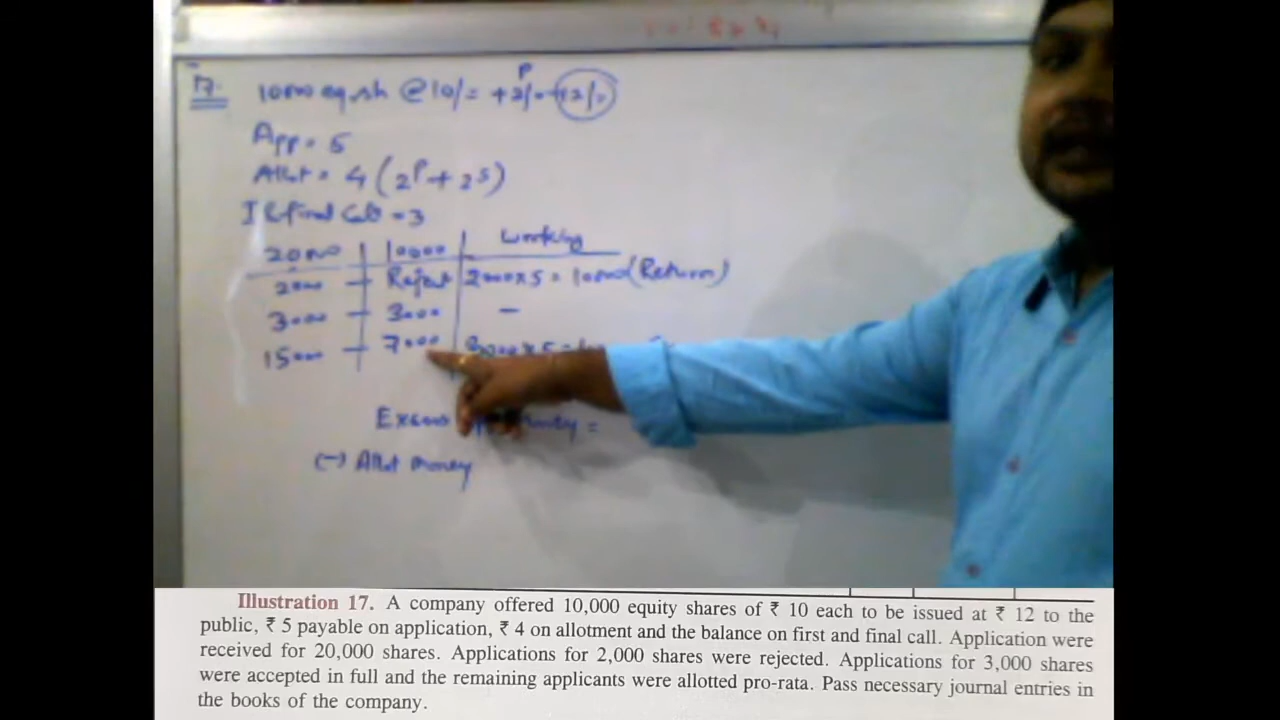 17. 10000 eq. sh @ 10/= + 2/= P 12/=
App = 5
Allot = 4 (2P + 2S)
I & final Call = 3
20000 | 10000 | Working
2000 - Reject 2000 x 5 = 10000 (Return)
3000 - 3000 -
15000 - 7000
Excess =
(-) Allot money
Illustration 17. A company offered 10,000 equity shares of ₹ 10 each to be issued at ₹ 12 to the
public, ₹ 5 payable on application, ₹ 4 on allotment and the balance on first and final call. Application were
received for 20,000 shares. Applications for 2,000 shares were rejected. Applications for 3,000 shares
were accepted in full and the remaining applicants were allotted pro-rata. Pass necessary journal entries in
the books of the company.